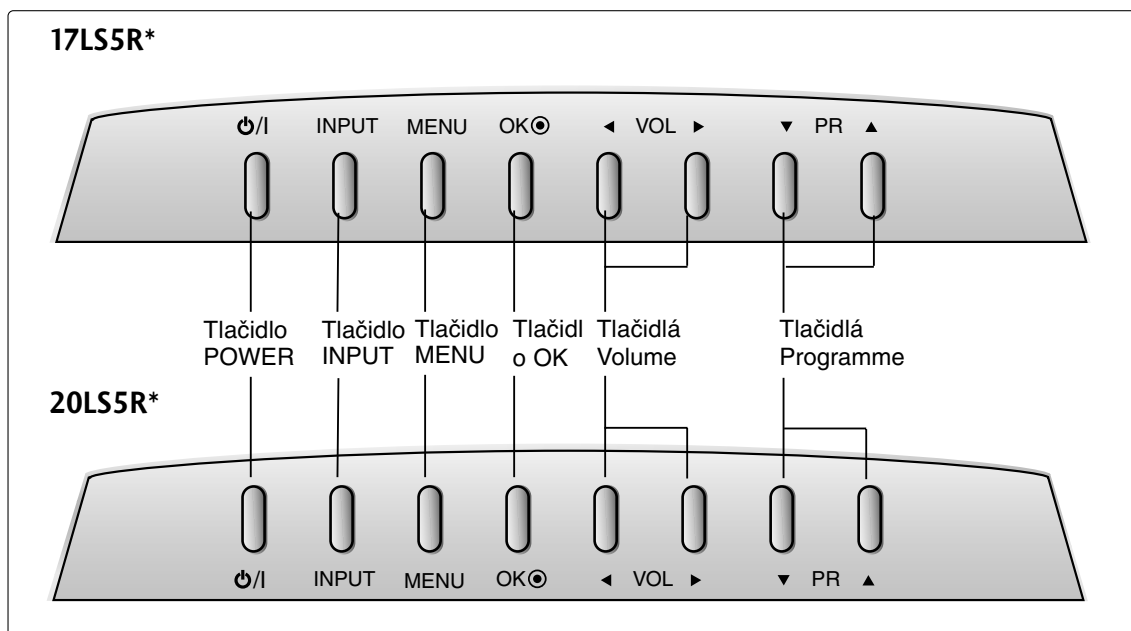 17LS5R*
⏻/I INPUT MENU OK◉ ◄ VOL ► ▼ PR ▲
Tlačidlo POWER
Tlačidlo INPUT
Tlačidlo MENU
Tlačidl o OK
Tlačidlá Volume
Tlačidlá Programme
20LS5R*
⏻/I INPUT MENU OK◉ ◄ VOL ► ▼ PR ▲